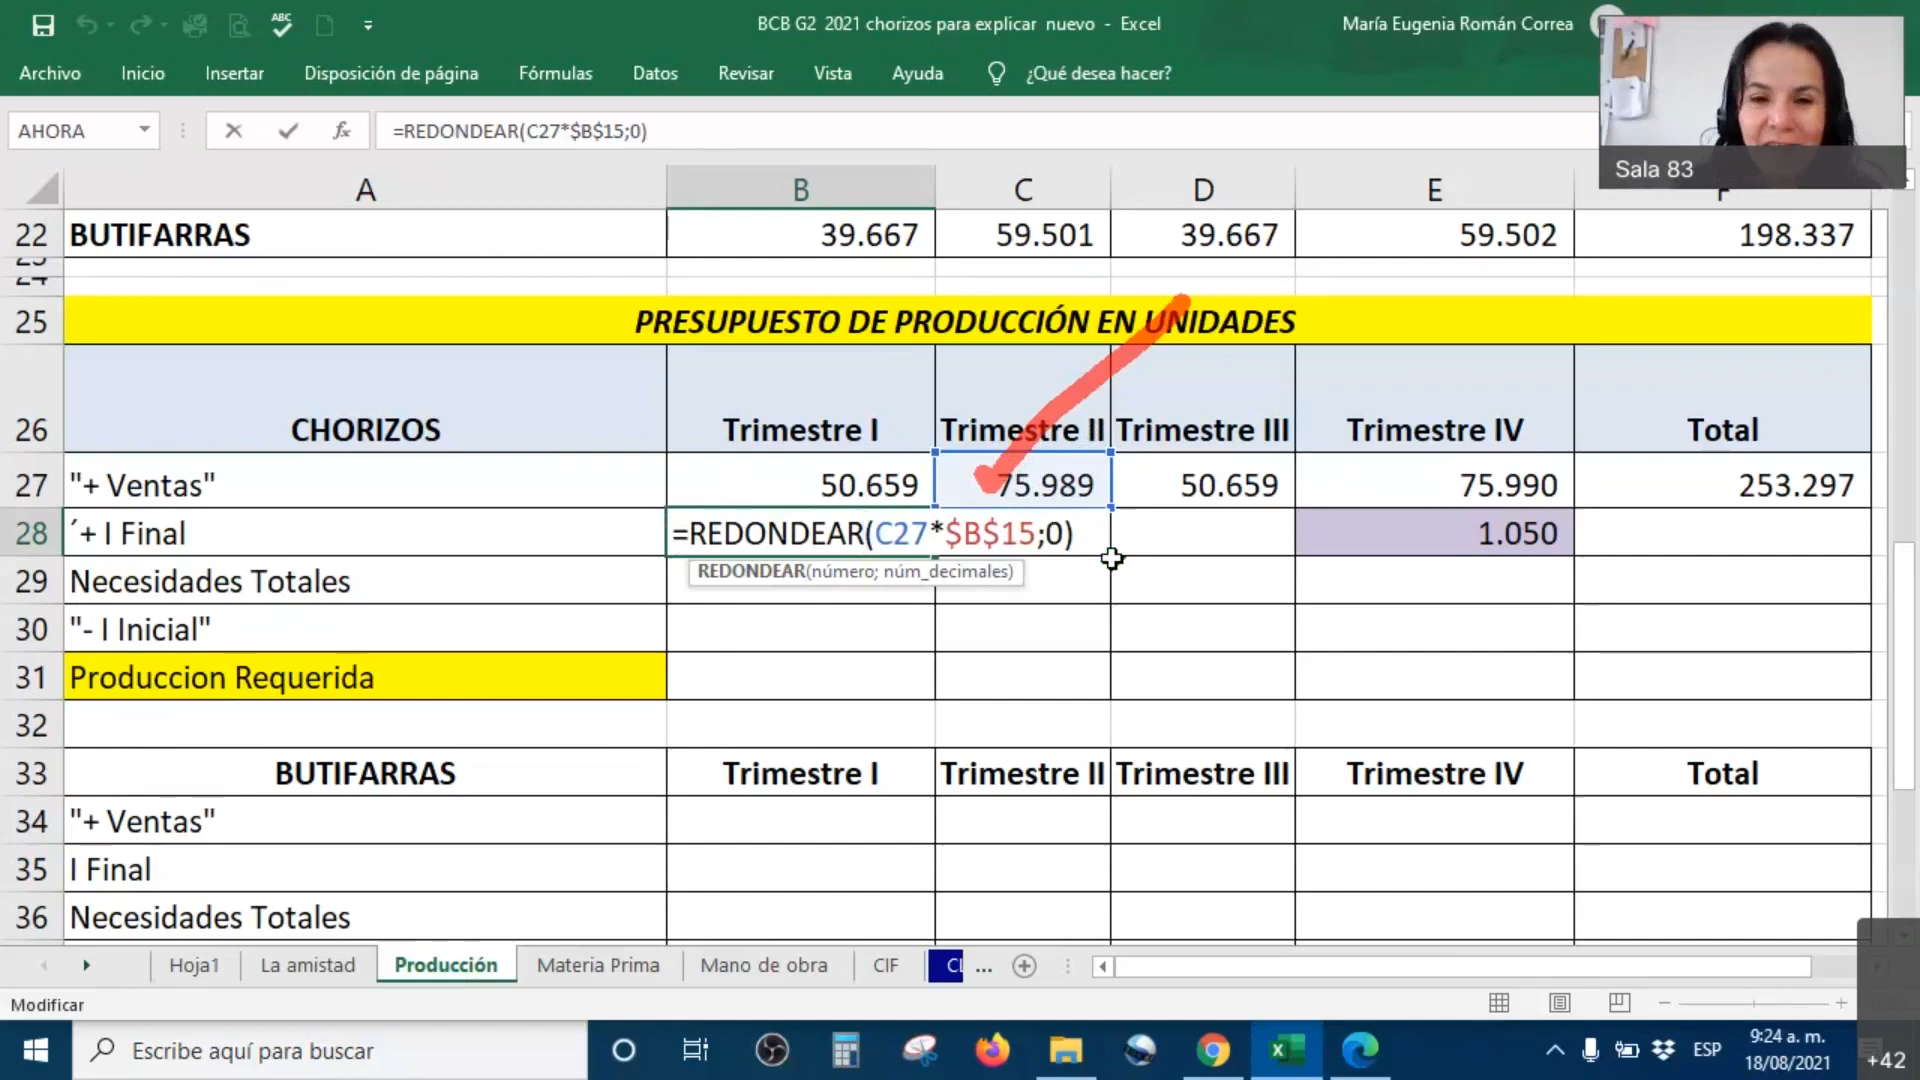 ABC
BCB G2 2021 chorizos para explicar nuevo - Excel
María Eugenia Román Correa
Archivo Inicio Insertar Disposición de página Fórmulas Datos Revisar Vista Ayuda ¿Qué desea hacer?
AHORA fx =REDONDEAR(C27*$B$15;0)
Sala 83
A B C D E
22 BUTIFARRAS 39.667 59.501 39.667 59.502 198.337
25 PRESUPUESTO DE PRODUCCIÓN EN UNIDADES
26 CHORIZOS Trimestre I Trimestre II Trimestre III Trimestre IV Total
27 "+ Ventas" 50.659 75.989 50.659 75.990 253.297
28 ´+ I Final =REDONDEAR(C27*$B$15;0) 1.050
REDONDEAR(número; núm_decimales)
29 Necesidades Totales
30 "- I Inicial"
31 Produccion Requerida
32
33 BUTIFARRAS Trimestre I Trimestre II Trimestre III Trimestre IV Total
34 "+ Ventas"
35 I Final
36 Necesidades Totales
Hoja1 La amistad Producción Materia Prima Mano de obra CIF ...
Modificar
Escribe aquí para buscar
ESP
9:24 a. m.
18/08/2021
+42